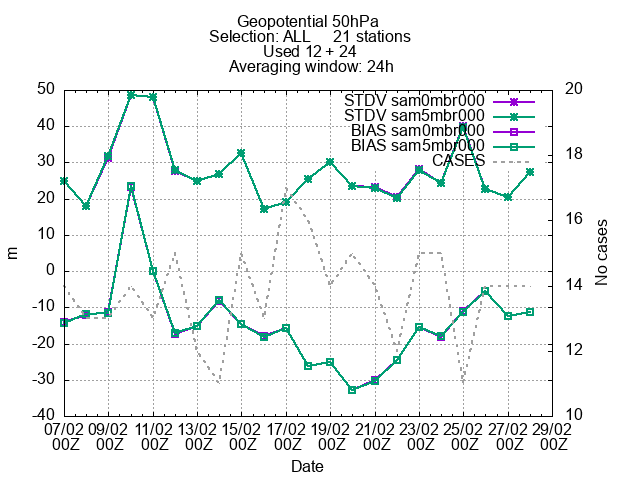 Geopotential 50hPa
Selection: ALL 21 stations
Used 12 + 24
Averaging window: 24h
STDV sam0mbr000
STDV sam5mbr000
BIAS sam0mbr000
BIAS sam5mbr000
CASES
50
40
30
20
10
0
-10
-20
-30
-40
m
20
18
16
14
12
10
No cases
07/02 09/02 11/02 13/02 15/02 17/02 19/02 21/02 23/02 25/02 27/02 29/02
00Z 00Z 00Z 00Z 00Z 00Z 00Z 00Z 00Z 00Z 00Z 00Z
Date